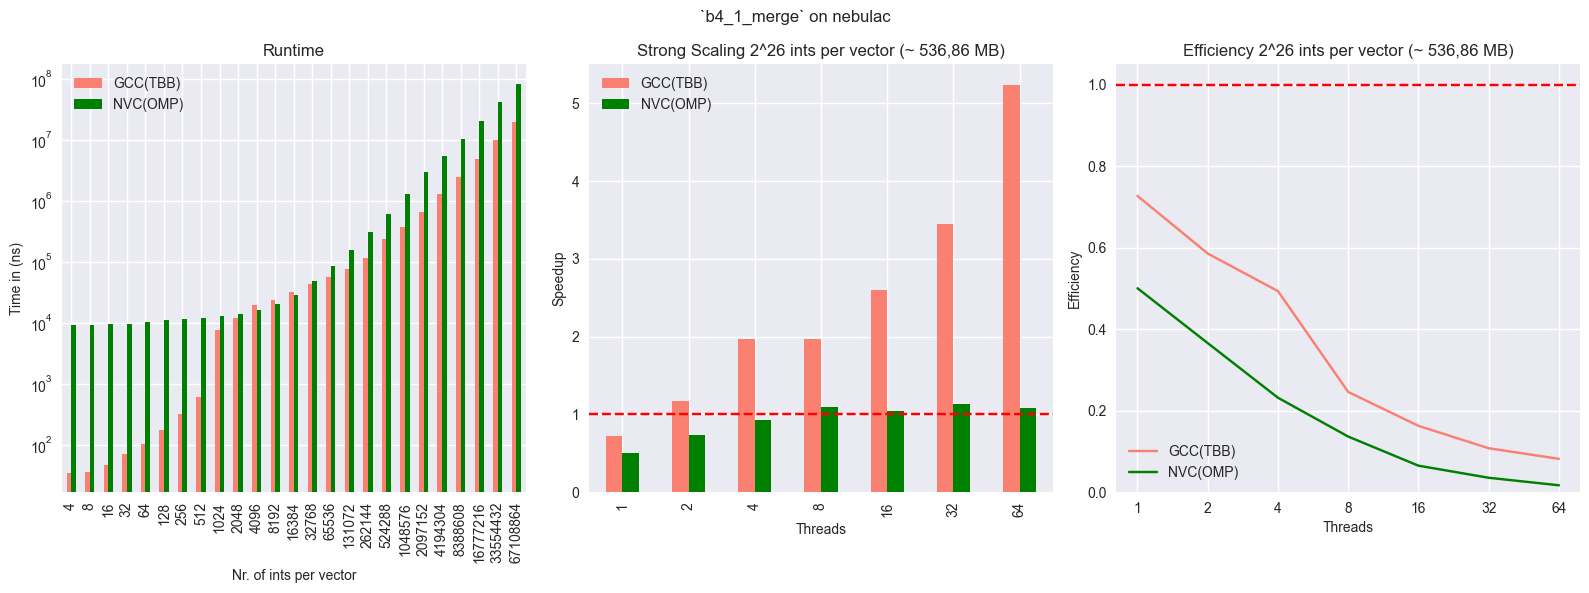 `b4_1_merge` on nebulac
Runtime
GCC(TBB)
NVC(OMP)
10^8
10^7
10^6
10^5
10^4
10^3
10^2
Time in (ns)
4 8 16 32 64 128 256 512 1024 2048 4096 8192 16384 32768 65536 131072 262144 524288 1048576 2097152 4194304 8388608 16777216 33554432 67108864
Nr. of ints per vector
Strong Scaling 2^26 ints per vector (~ 536,86 MB)
GCC(TBB)
NVC(OMP)
5
4
3
2
1
0
Speedup
1 2 4 8 16 32 64
Threads
Efficiency 2^26 ints per vector (~ 536,86 MB)
1.0
0.8
0.6
0.4
0.2
0.0
Efficiency
GCC(TBB)
NVC(OMP)
1 2 4 8 16 32 64
Threads